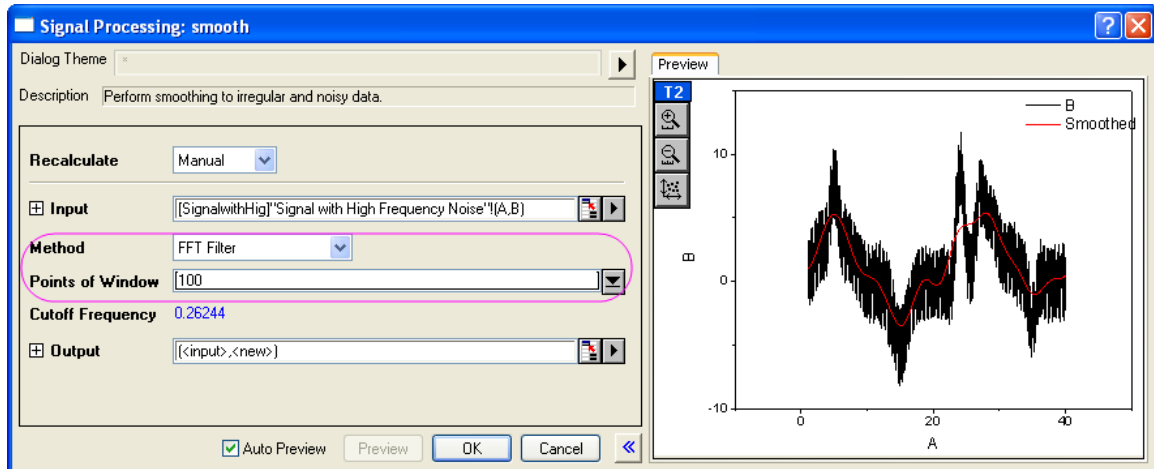 Signal Processing: smooth
Dialog Theme *
Description Perform smoothing to irregular and noisy data.
Recalculate Manual
Input [SignalwithHig]"Signal with High Frequency Noise"!(A,B)
Method FFT Filter
Points of Window 100
Cutoff Frequency 0.26244
Output (<input>,<new>)
Auto Preview Preview OK Cancel
Preview
T2
B
Smoothed
10
0
-10
B
0 20 40
A